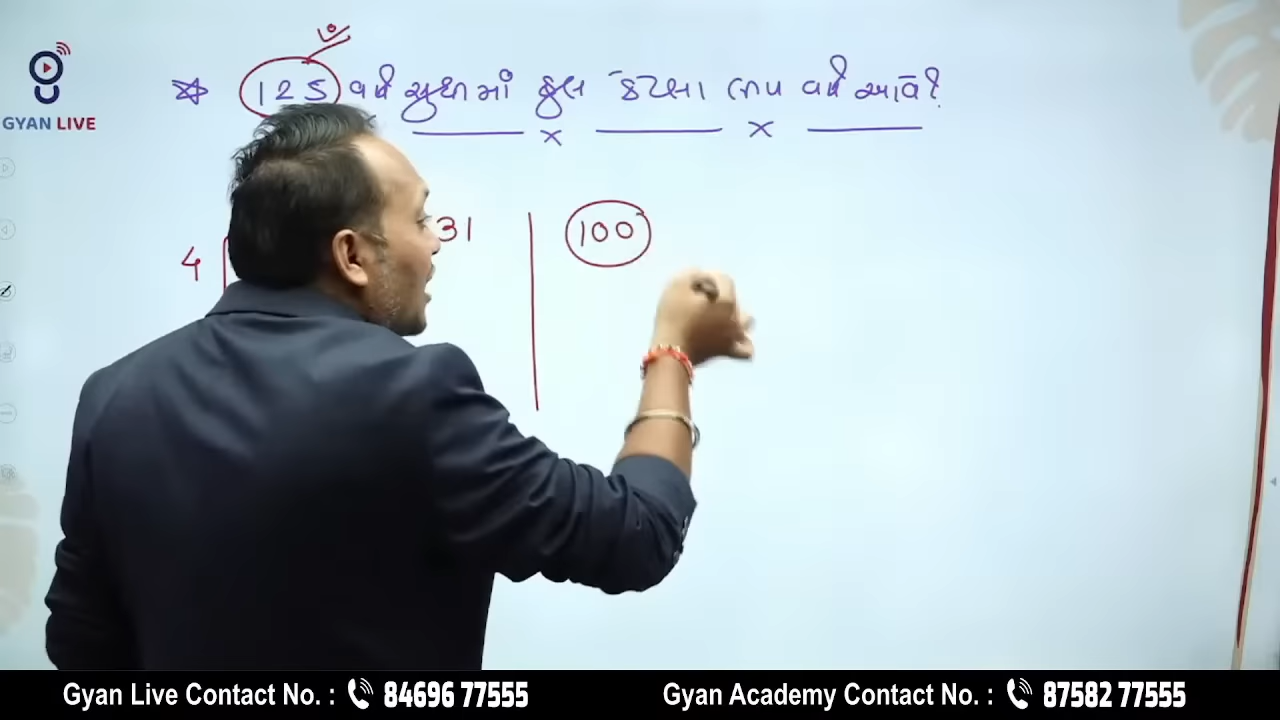 GYAN LIVE
125 વર્ષ સુધીમાં કુલ કેટલા લીપ વર્ષ આવે?
31
100
4
Gyan Live Contact No. : 84696 77555 Gyan Academy Contact No. : 87582 77555